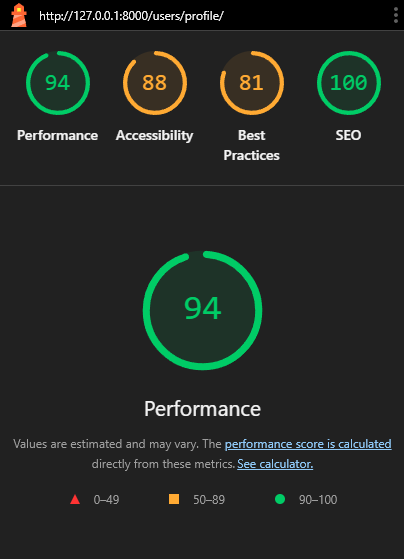 http://127.0.0.1:8000/users/profile/
94 88 81 100
Performance Accessibility Best Practices SEO
94
Performance
Values are estimated and may vary. The performance score is calculated
directly from these metrics. See calculator.
0–49 50–89 90–100